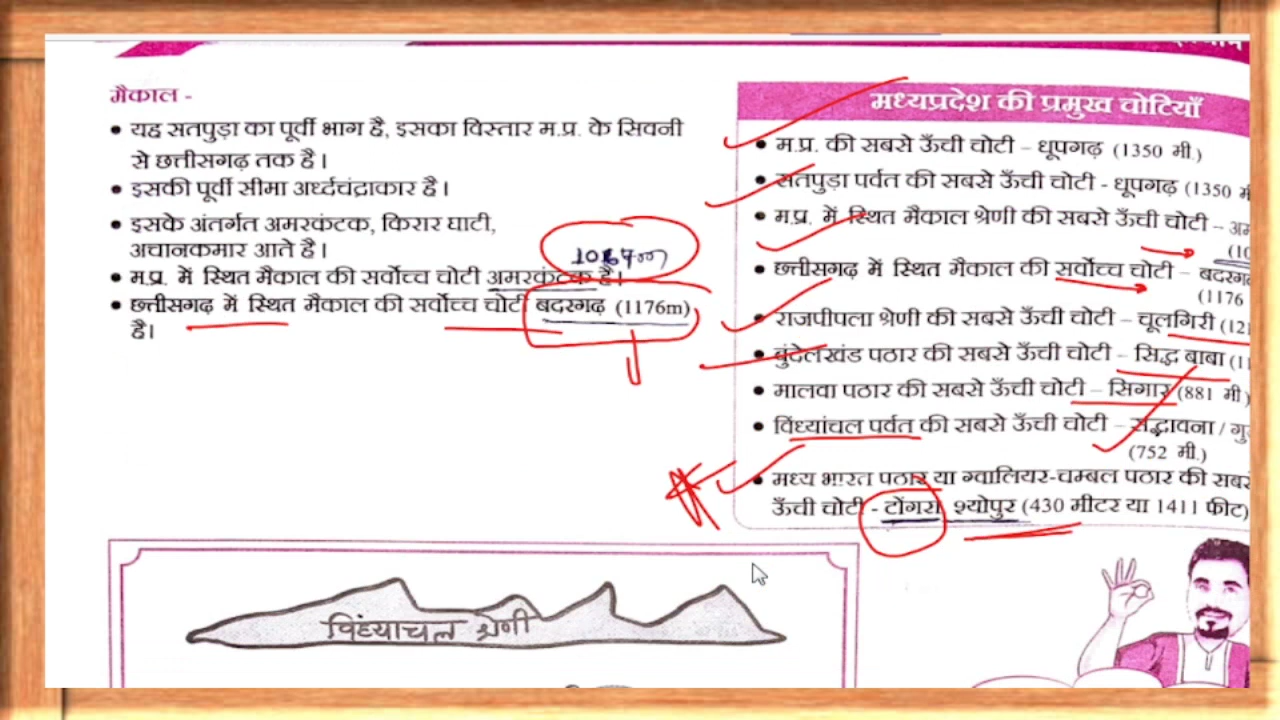 मैकाल -
• यह सतपुड़ा का पूर्वी भाग है, इसका विस्तार म.प्र. के सिवनी
से छत्तीसगढ़ तक है।
• इसकी पूर्वी सीमा अर्ध्दचंद्राकार है।
• इसके अंतर्गत अमरकंटक, किरार घाटी,
अचानकमार आते है।
• म.प्र. में स्थित मैकाल की सर्वोच्च चोटी अमरकंटक है।
• छत्तीसगढ़ में स्थित मैकाल की सर्वोच्च चोटी बदरगढ़ (1176m)
है।
मध्यप्रदेश की प्रमुख चोटियाँ
• म.प्र. की सबसे ऊँची चोटी – धूपगढ़ (1350 मी.)
• सतपुड़ा पर्वत की सबसे ऊँची चोटी - धूपगढ़ (1350
• म.प्र. में स्थित मैकाल श्रेणी की सबसे ऊँची चोटी –
• छत्तीसगढ़ में स्थित मैकाल की सर्वोच्च चोटी – बदरगढ़
(1176
• राजपीपला श्रेणी की सबसे ऊँची चोटी – चूलगिरी
• बुंदेलखंड पठार की सबसे ऊँची चोटी – सिद्ध बाबा
• मालवा पठार की सबसे ऊँची चोटी – सिगार (881 मी)
• विंध्यांचल पर्वत की सबसे ऊँची चोटी – सद्भावना /
(752 मी.)
• मध्य भारत पठार या ग्वालियर-चम्बल पठार की
ऊँची चोटी - टोंगरा, श्योपुर (430 मीटर या 1411 फीट)
विंध्याचल श्रेणी